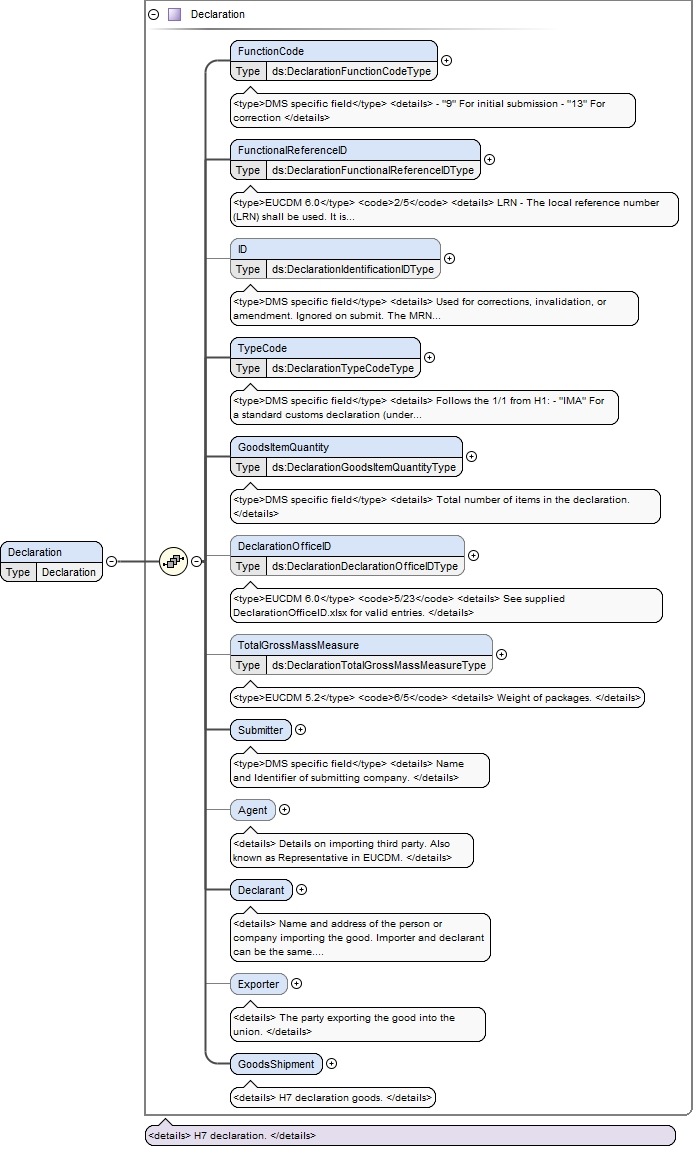 Declaration
FunctionCode
Type ds:DeclarationFunctionCodeType
<type>DMS specific field</type> <details> - "9" For initial submission - "13" For
correction </details>
FunctionalReferenceID
Type ds:DeclarationFunctionalReferenceIDType
<type>EUCDM 6.0</type> <code>2/5</code> <details> LRN - The local reference number
(LRN) shall be used. It is...
ID
Type ds:DeclarationIdentificationIDType
<type>DMS specific field</type> <details> Used for corrections, invalidation, or
amendment. Ignored on submit. The MRN...
TypeCode
Type ds:DeclarationTypeCodeType
<type>DMS specific field</type> <details> Follows the 1/1 from H1: - "IMA" For
a standard customs declaration (under...
GoodsItemQuantity
Type ds:DeclarationGoodsItemQuantityType
<type>DMS specific field</type> <details> Total number of items in the declaration.
</details>
Declaration
Type Declaration
DeclarationOfficeID
Type ds:DeclarationDeclarationOfficeIDType
<type>EUCDM 6.0</type> <code>5/23</code> <details> See supplied
DeclarationOfficeID.xlsx for valid entries. </details>
TotalGrossMassMeasure
Type ds:DeclarationTotalGrossMassMeasureType
<type>EUCDM 5.2</type> <code>6/5</code> <details> Weight of packages. </details>
Submitter
<type>DMS specific field</type> <details> Name
and Identifier of submitting company. </details>
Agent
<details> Details on importing third party. Also
known as Representative in EUCDM. </details>
Declarant
<details> Name and address of the person or
company importing the good. Importer and declarant
can be the same....
Exporter
<details> The party exporting the good into the
union. </details>
GoodsShipment
<details> H7 declaration goods. </details>
<details> H7 declaration. </details>